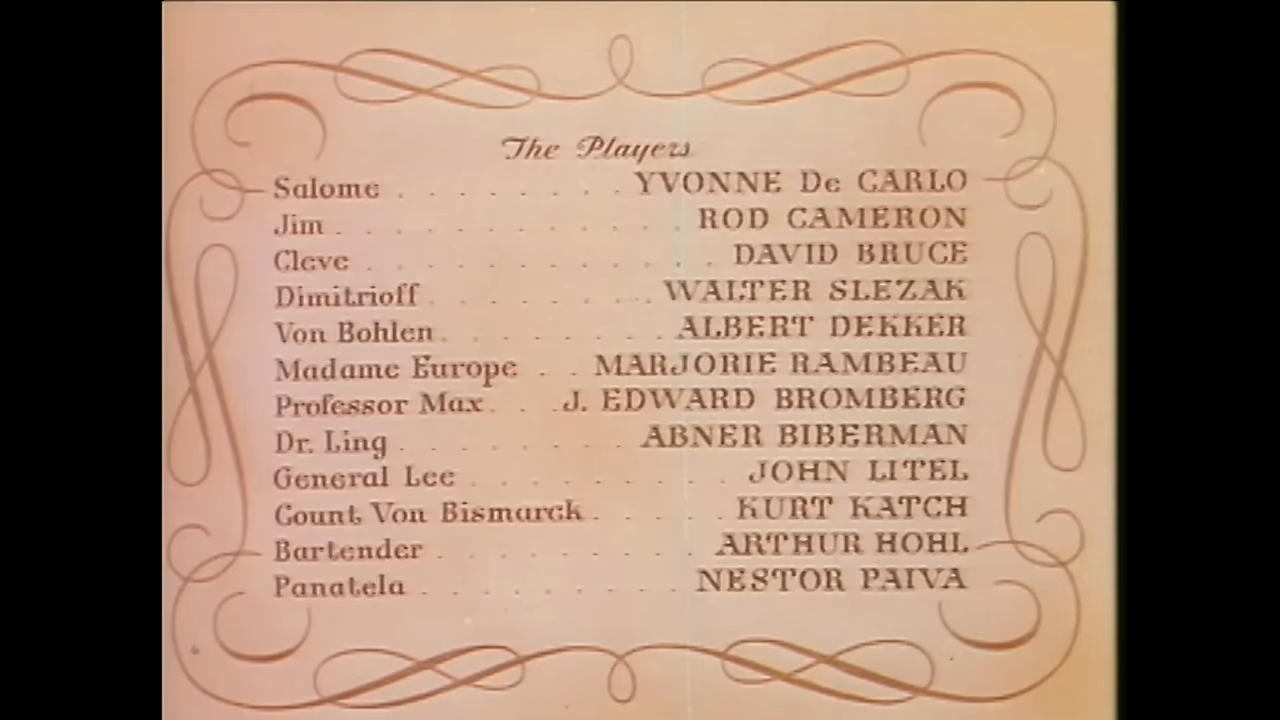 The Players
Salome . . . . . . . . YVONNE De CARLO
Jim . . . . . . . . . . . . ROD CAMERON
Cleve . . . . . . . . . . . DAVID BRUCE
Dimitrioff . . . . . . . . WALTER SLEZAK
Von Bohlen . . . . . . . . ALBERT DEKKER
Madame Europe . . MARJORIE RAMBEAU
Professor Max . . . J. EDWARD BROMBERG
Dr. Ling . . . . . . . . ABNER BIBERMAN
General Lee . . . . . . . . JOHN LITEL
Count Von Bismarck . . . . . KURT KATCH
Bartender . . . . . . . . . ARTHUR HOHL
Panatela . . . . . . . . . NESTOR PAIVA